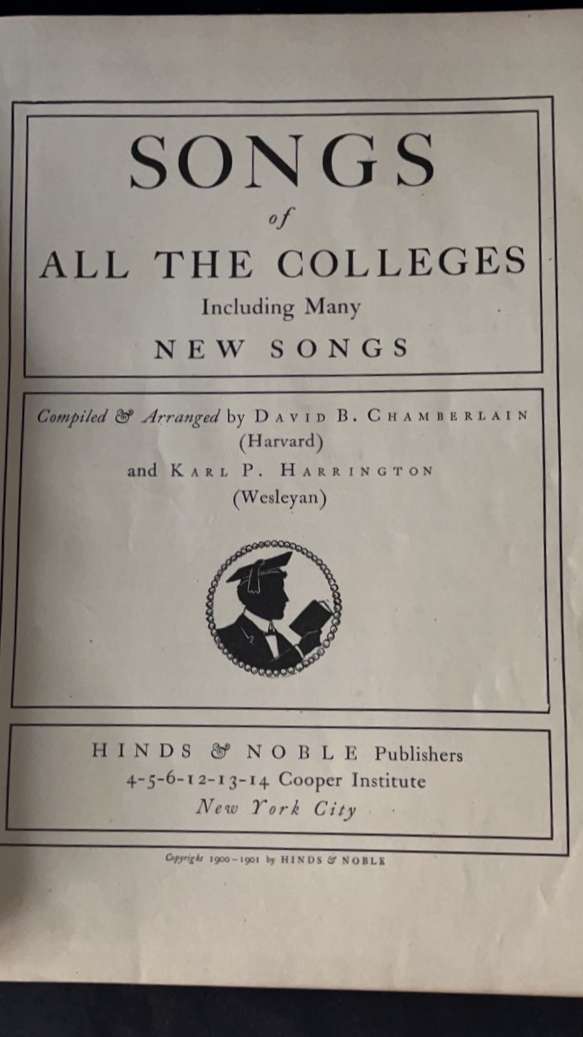 SONGS
of
ALL THE COLLEGES
Including Many
NEW SONGS
Compiled & Arranged by DAVID B. CHAMBERLAIN
(Harvard)
and KARL P. HARRINGTON
(Wesleyan)
HINDS & NOBLE Publishers
4-5-6-12-13-14 Cooper Institute
New York City
Copyright 1900-1901 by HINDS & NOBLE